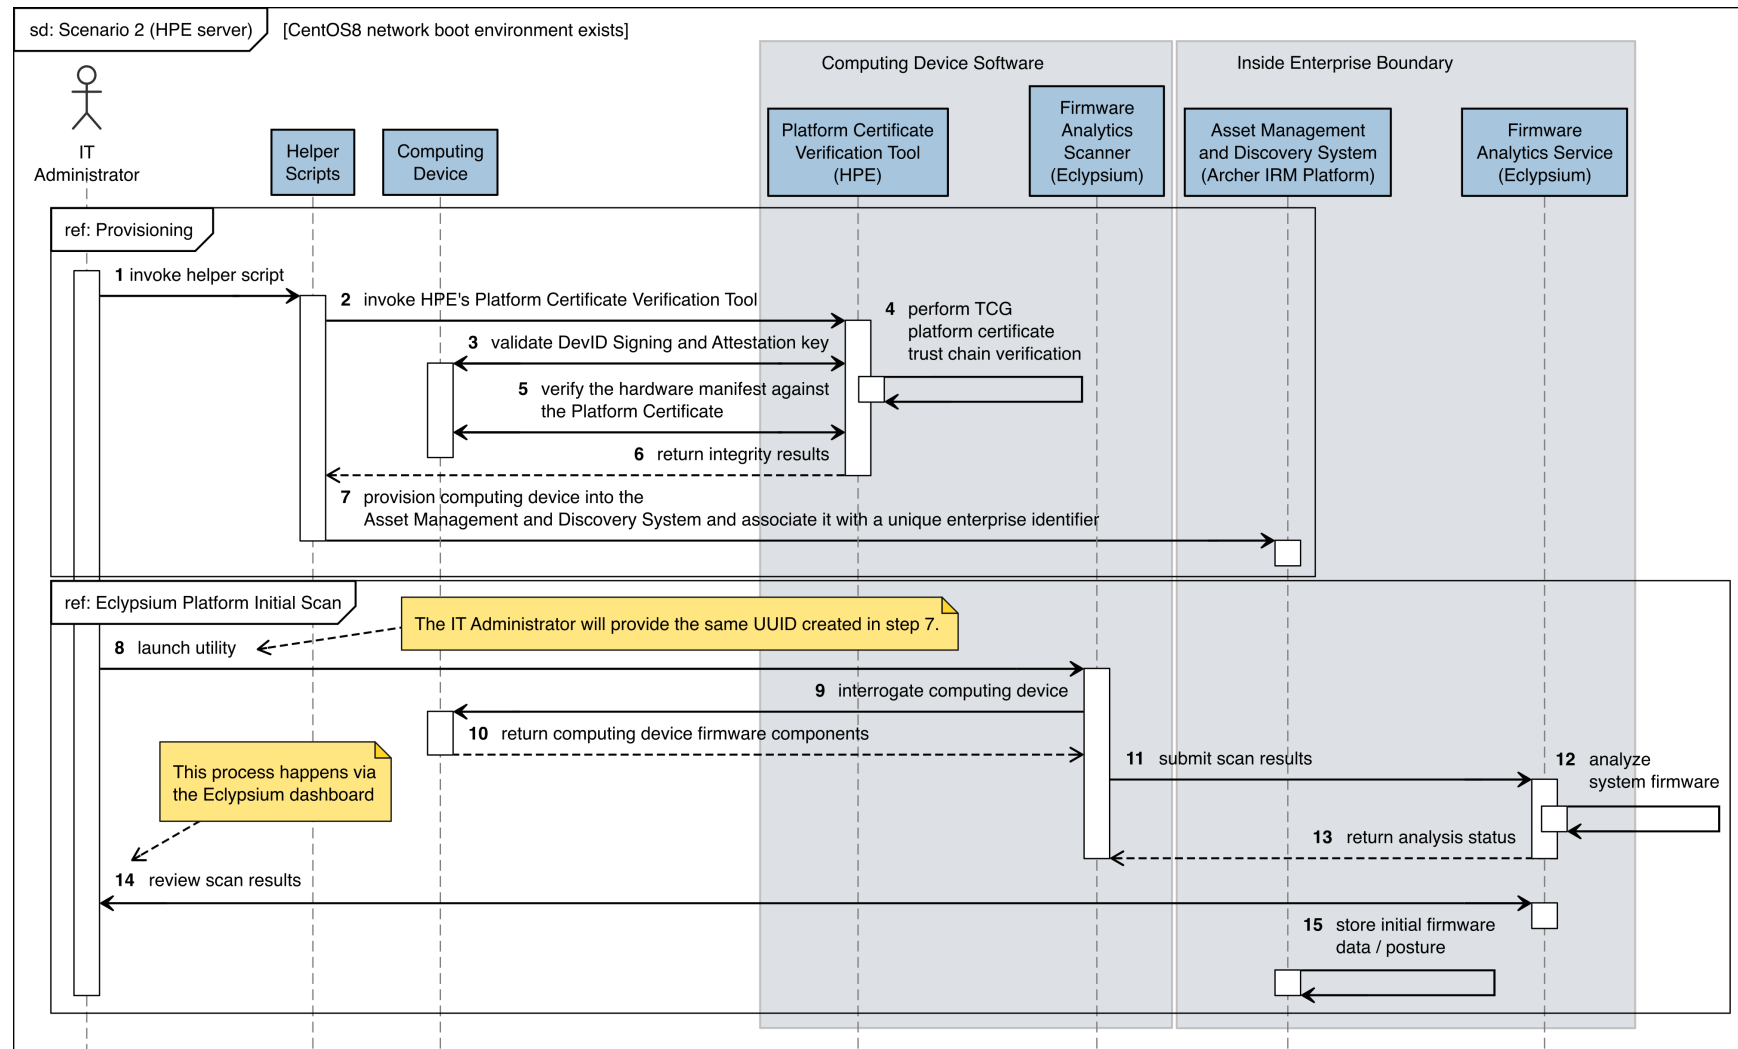 sd: Scenario 2 (HPE server) [CentOS8 network boot environment exists]
Computing Device Software
Inside Enterprise Boundary
IT
Administrator
Helper
Scripts
Computing
Device
Platform Certificate
Verification Tool
(HPE)
Firmware
Analytics
Scanner
(Eclypsium)
Asset Management
and Discovery System
(Archer IRM Platform)
Firmware
Analytics Service
(Eclypsium)
ref: Provisioning
1 invoke helper script
2 invoke HPE's Platform Certificate Verification Tool
3 validate DevID Signing and Attestation key
4 perform TCG
platform certificate
trust chain verification
5 verify the hardware manifest against
the Platform Certificate
6 return integrity results
7 provision computing device into the
Asset Management and Discovery System and associate it with a unique enterprise identifier
ref: Eclypsium Platform Initial Scan
The IT Administrator will provide the same UUID created in step 7.
8 launch utility
9 interrogate computing device
10 return computing device firmware components
11 submit scan results
12 analyze
system firmware
This process happens via
the Eclypsium dashboard
13 return analysis status
14 review scan results
15 store initial firmware
data / posture